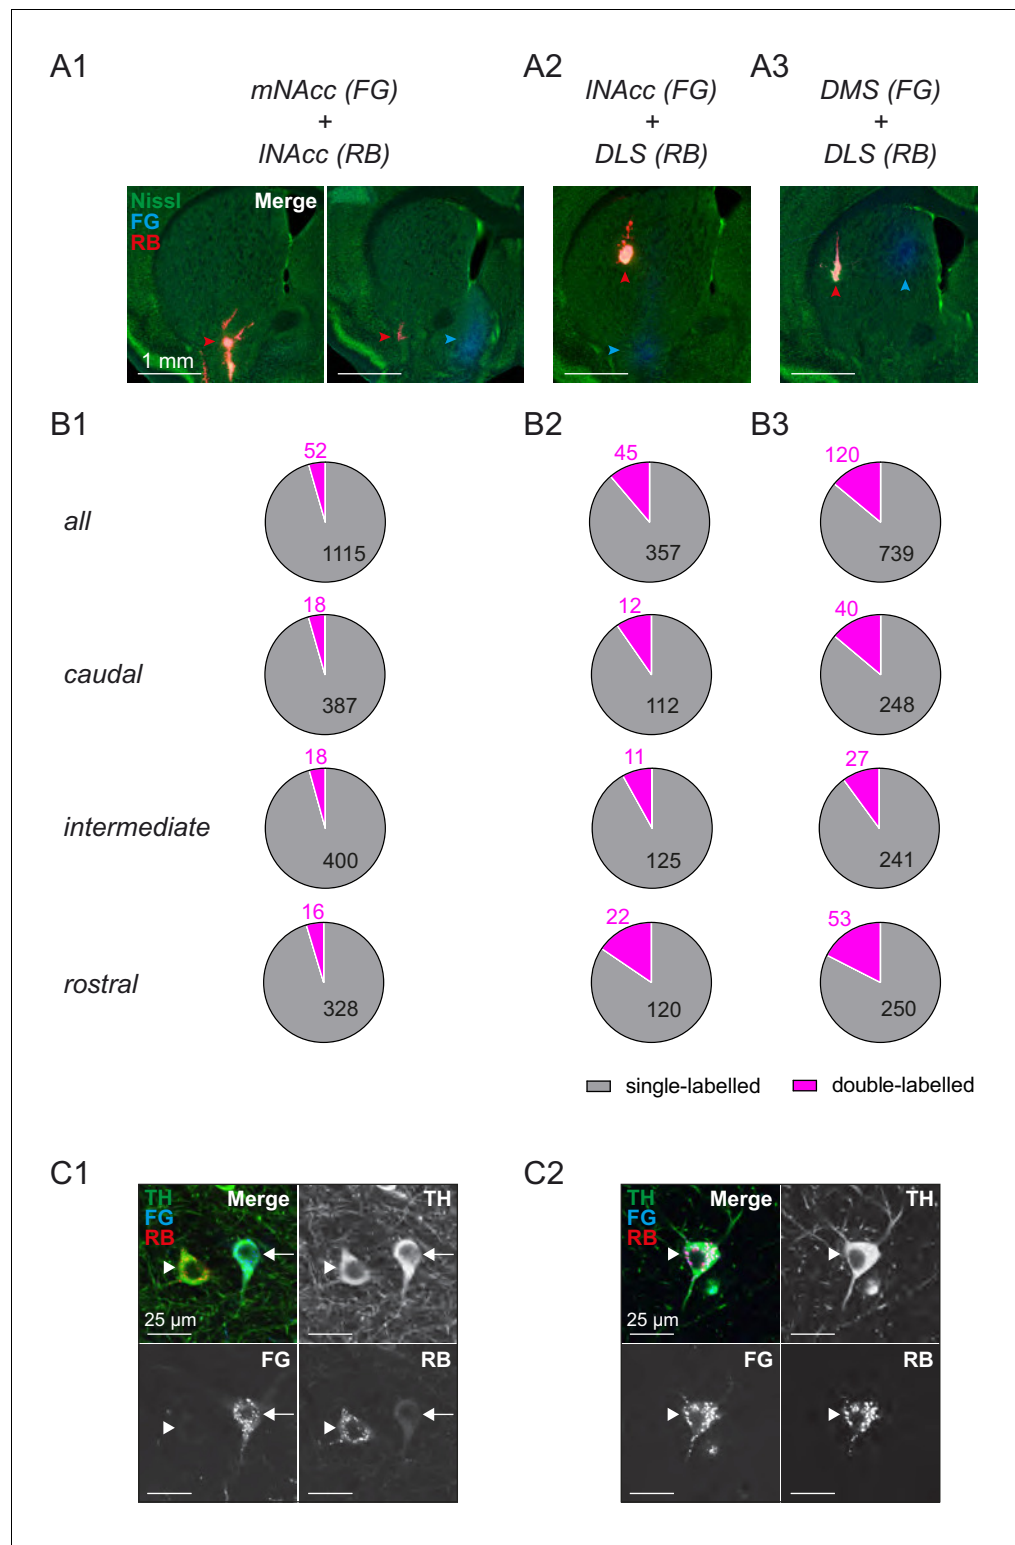 A1
A2
A3
mNAcc (FG)
+
lNAcc (RB)
lNAcc (FG)
+
DLS (RB)
DMS (FG)
+
DLS (RB)
Nissl
FG
RB
Merge
1 mm
B1
B2
B3
52
45
120
all
1115
357
739
18
12
40
caudal
387
112
248
18
11
27
intermediate
400
125
241
16
22
53
rostral
328
120
250
single-labelled
double-labelled
C1
C2
TH
FG
RB
Merge
TH
25 µm
FG
RB
TH
FG
RB
Merge
TH
25 µm
FG
RB